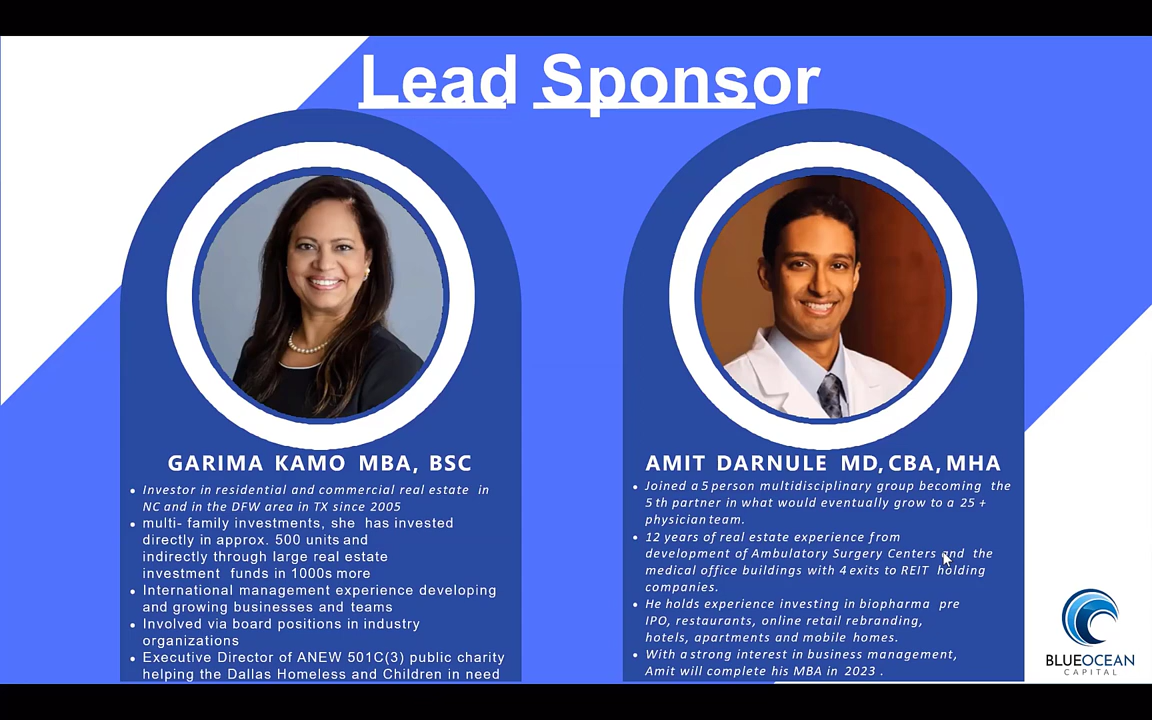 Lead Sponsor
GARIMA KAMO MBA, BSC
• Investor in residential and commercial real estate in
NC and in the DFW area in TX since 2005
• multi- family investments, she has invested
directly in approx. 500 units and
indirectly through large real estate
investment funds in 1000s more
• International management experience developing
and growing businesses and teams
• Involved via board positions in industry
organizations
• Executive Director of ANEW 501C(3) public charity
helping the Dallas Homeless and Children in need
AMIT DARNULE MD, CBA, MHA
• Joined a 5 person multidisciplinary group becoming the
5th partner in what would eventually grow to a 25 +
physician team.
• 12 years of real estate experience from
development of Ambulatory Surgery Centers and the
medical office buildings with 4 exits to REIT holding
companies.
• He holds experience investing in biopharma pre
IPO, restaurants, online retail rebranding,
hotels, apartments and mobile homes.
• With a strong interest in business management,
Amit will complete his MBA in 2023 .
BLUEOCEAN
CAPITAL